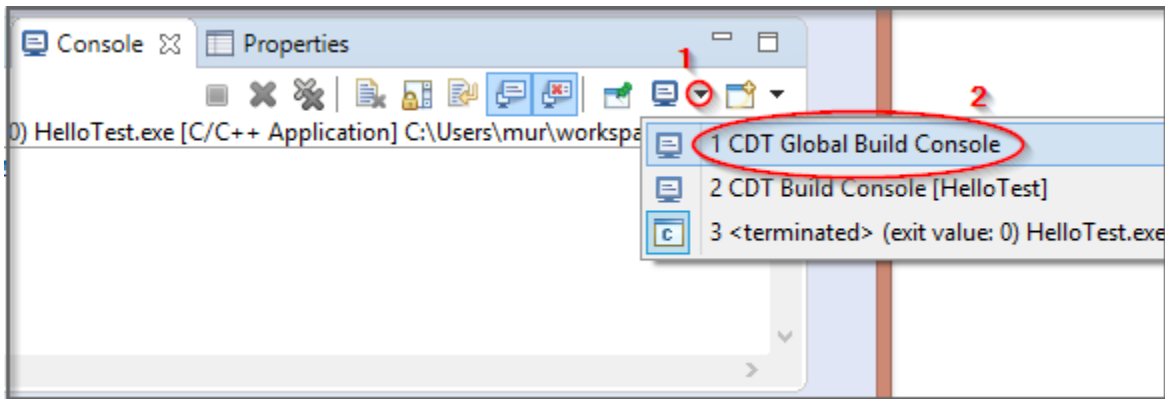 Console Properties
1
2
0) HelloTest.exe [C/C++ Application] C:\Users\mur\workspa
1 CDT Global Build Console
2 CDT Build Console [HelloTest]
3 <terminated> (exit value: 0) HelloTest.exe